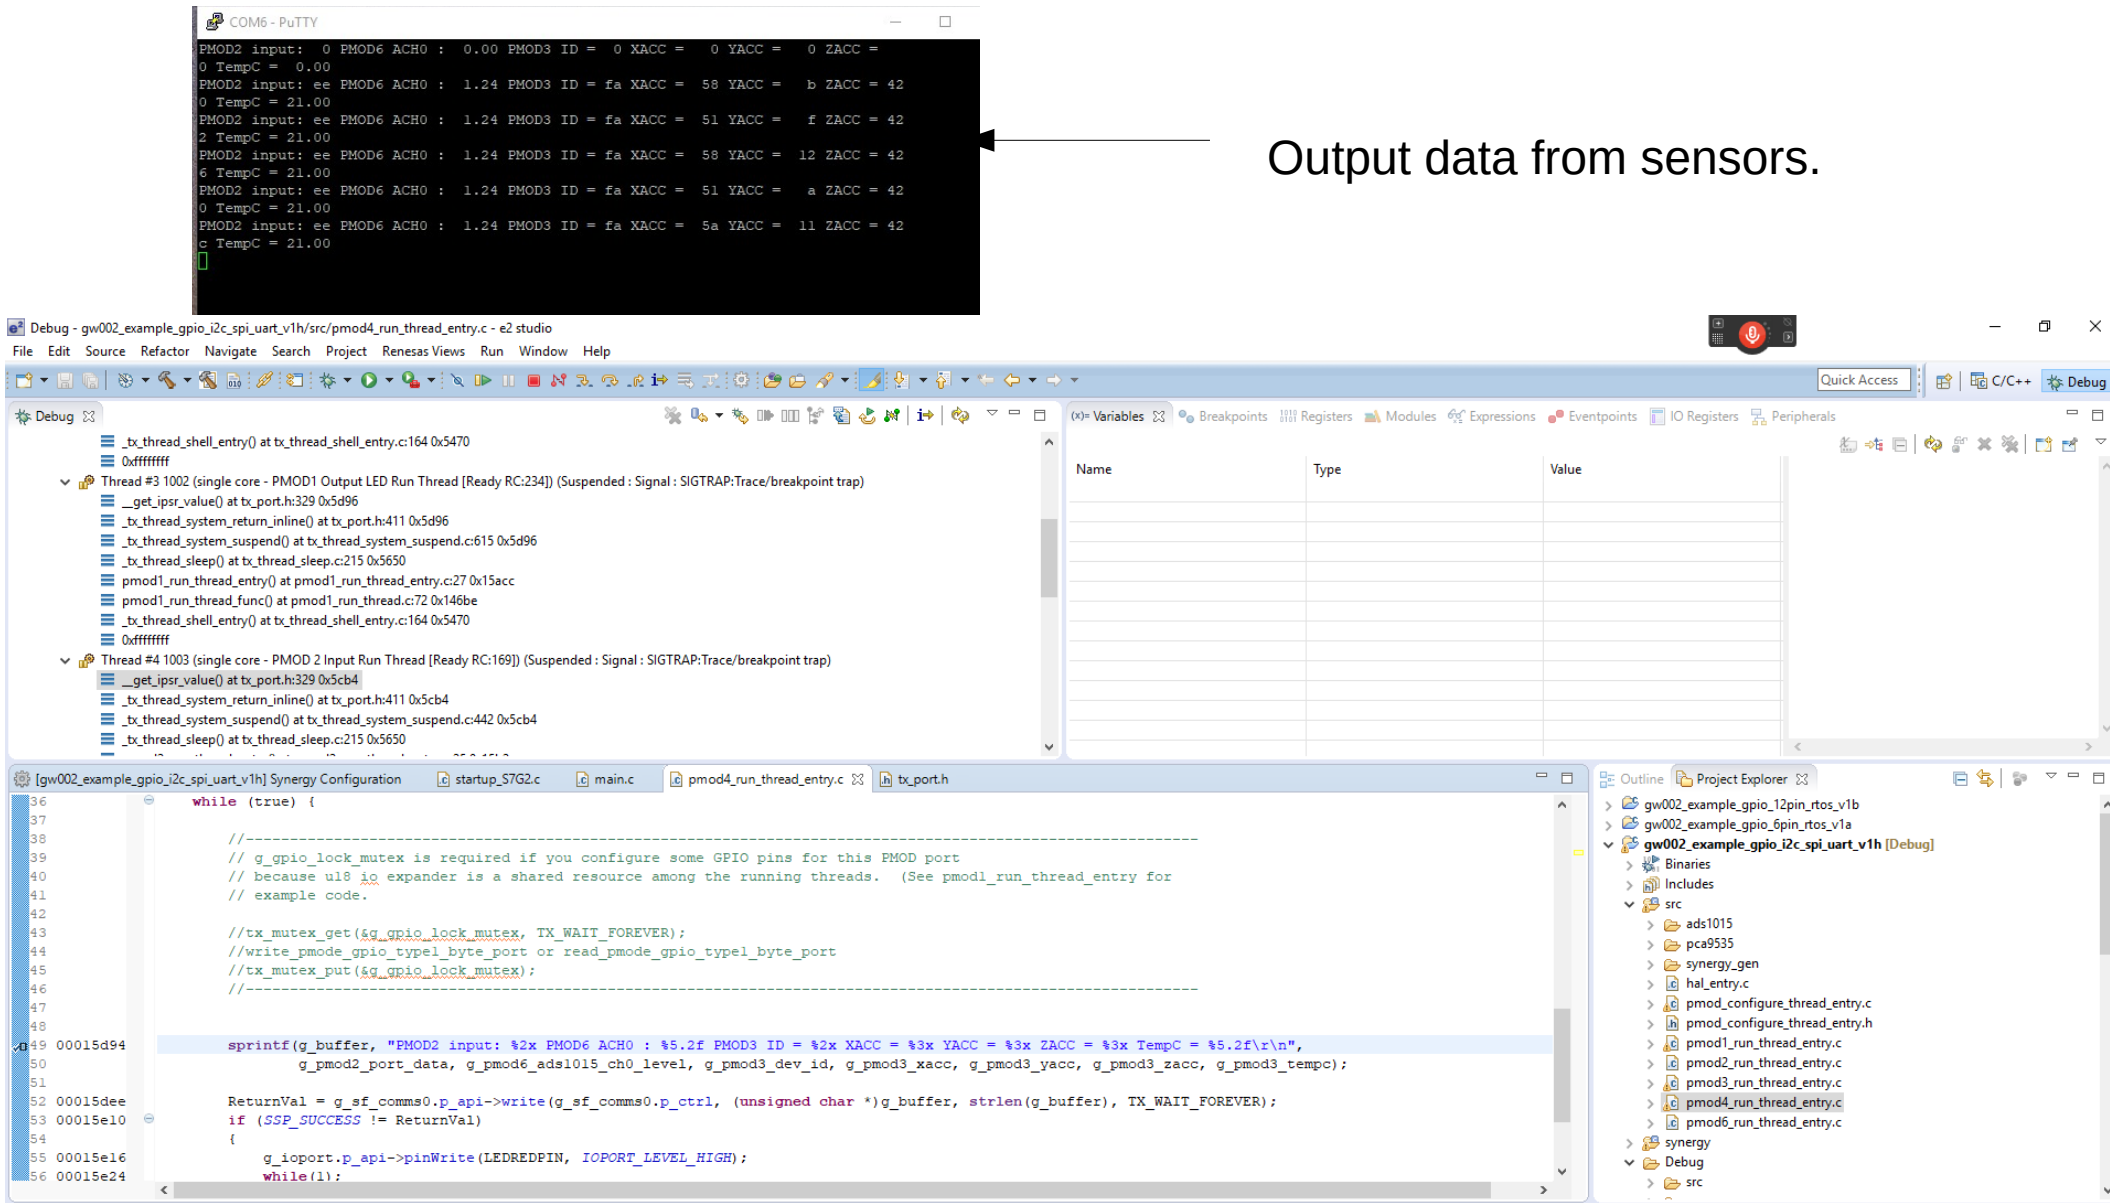 COM6 - PuTTY
PMOD2 input:  0 PMOD6 ACH0 :  0.00 PMOD3 ID =  0 XACC =   0 YACC =   0 ZACC =
0 TempC =  0.00
PMOD2 input: ee PMOD6 ACH0 :  1.24 PMOD3 ID = fa XACC =  58 YACC =   b ZACC = 42
0 TempC = 21.00
PMOD2 input: ee PMOD6 ACH0 :  1.24 PMOD3 ID = fa XACC =  51 YACC =   f ZACC = 42
2 TempC = 21.00
PMOD2 input: ee PMOD6 ACH0 :  1.24 PMOD3 ID = fa XACC =  58 YACC =  12 ZACC = 42
6 TempC = 21.00
PMOD2 input: ee PMOD6 ACH0 :  1.24 PMOD3 ID = fa XACC =  51 YACC =   a ZACC = 42
0 TempC = 21.00
PMOD2 input: ee PMOD6 ACH0 :  1.24 PMOD3 ID = fa XACC =  5a YACC =  11 ZACC = 42
c TempC = 21.00
Output data from sensors.
Debug - gw002_example_gpio_i2c_spi_uart_v1h/src/pmod4_run_thread_entry.c - e2 studio
File Edit Source Refactor Navigate Search Project Renesas Views Run Window Help
Quick Access C/C++ Debug
Debug
_tx_thread_shell_entry() at tx_thread_shell_entry.c:164 0x5470
0xffffffff
Thread #3 1002 (single core - PMOD1 Output LED Run Thread [Ready RC:234]) (Suspended : Signal : SIGTRAP:Trace/breakpoint trap)
__get_ipsr_value() at tx_port.h:329 0x5d96
_tx_thread_system_return_inline() at tx_port.h:411 0x5d96
_tx_thread_system_suspend() at tx_thread_system_suspend.c:615 0x5d96
_tx_thread_sleep() at tx_thread_sleep.c:215 0x5650
pmod1_run_thread_entry() at pmod1_run_thread_entry.c:27 0x15acc
pmod1_run_thread_func() at pmod1_run_thread.c:72 0x146be
_tx_thread_shell_entry() at tx_thread_shell_entry.c:164 0x5470
0xffffffff
Thread #4 1003 (single core - PMOD 2 Input Run Thread [Ready RC:169]) (Suspended : Signal : SIGTRAP:Trace/breakpoint trap)
__get_ipsr_value() at tx_port.h:329 0x5cb4
_tx_thread_system_return_inline() at tx_port.h:411 0x5cb4
_tx_thread_system_suspend() at tx_thread_system_suspend.c:442 0x5cb4
_tx_thread_sleep() at tx_thread_sleep.c:215 0x5650
(x)= Variables Breakpoints Registers Modules Expressions Eventpoints IO Registers Peripherals
Name Type Value
[gw002_example_gpio_i2c_spi_uart_v1h] Synergy Configuration startup_S7G2.c main.c pmod4_run_thread_entry.c tx_port.h
36 while (true) {
37
38 //------------------------------------------------------------------------------------------------------------
39 // g_gpio_lock_mutex is required if you configure some GPIO pins for this PMOD port
40 // because u18 io expander is a shared resource among the running threads.  (See pmod1_run_thread_entry for
41 // example code.
42
43 //tx_mutex_get(&g_gpio_lock_mutex, TX_WAIT_FOREVER);
44 //write_pmode_gpio_type1_byte_port or read_pmode_gpio_type1_byte_port
45 //tx_mutex_put(&g_gpio_lock_mutex);
46 //------------------------------------------------------------------------------------------------------------
47
48
49 00015d94 sprintf(g_buffer, "PMOD2 input: %2x PMOD6 ACH0 : %5.2f PMOD3 ID = %2x XACC = %3x YACC = %3x ZACC = %3x TempC = %5.2f\r\n",
50 g_pmod2_port_data, g_pmod6_ads1015_ch0_level, g_pmod3_dev_id, g_pmod3_xacc, g_pmod3_yacc, g_pmod3_zacc, g_pmod3_tempc);
51
52 00015dee ReturnVal = g_sf_comms0.p_api->write(g_sf_comms0.p_ctrl, (unsigned char *)g_buffer, strlen(g_buffer), TX_WAIT_FOREVER);
53 00015e10 if (SSP_SUCCESS != ReturnVal)
54 {
55 00015e16 g_ioport.p_api->pinWrite(LEDREDPIN, IOPORT_LEVEL_HIGH);
56 00015e24 while(1);
Outline Project Explorer
gw002_example_gpio_12pin_rtos_v1b
gw002_example_gpio_6pin_rtos_v1a
gw002_example_gpio_i2c_spi_uart_v1h [Debug]
Binaries
Includes
src
ads1015
pca9535
synergy_gen
hal_entry.c
pmod_configure_thread_entry.c
pmod_configure_thread_entry.h
pmod1_run_thread_entry.c
pmod2_run_thread_entry.c
pmod3_run_thread_entry.c
pmod4_run_thread_entry.c
pmod6_run_thread_entry.c
synergy
Debug
src